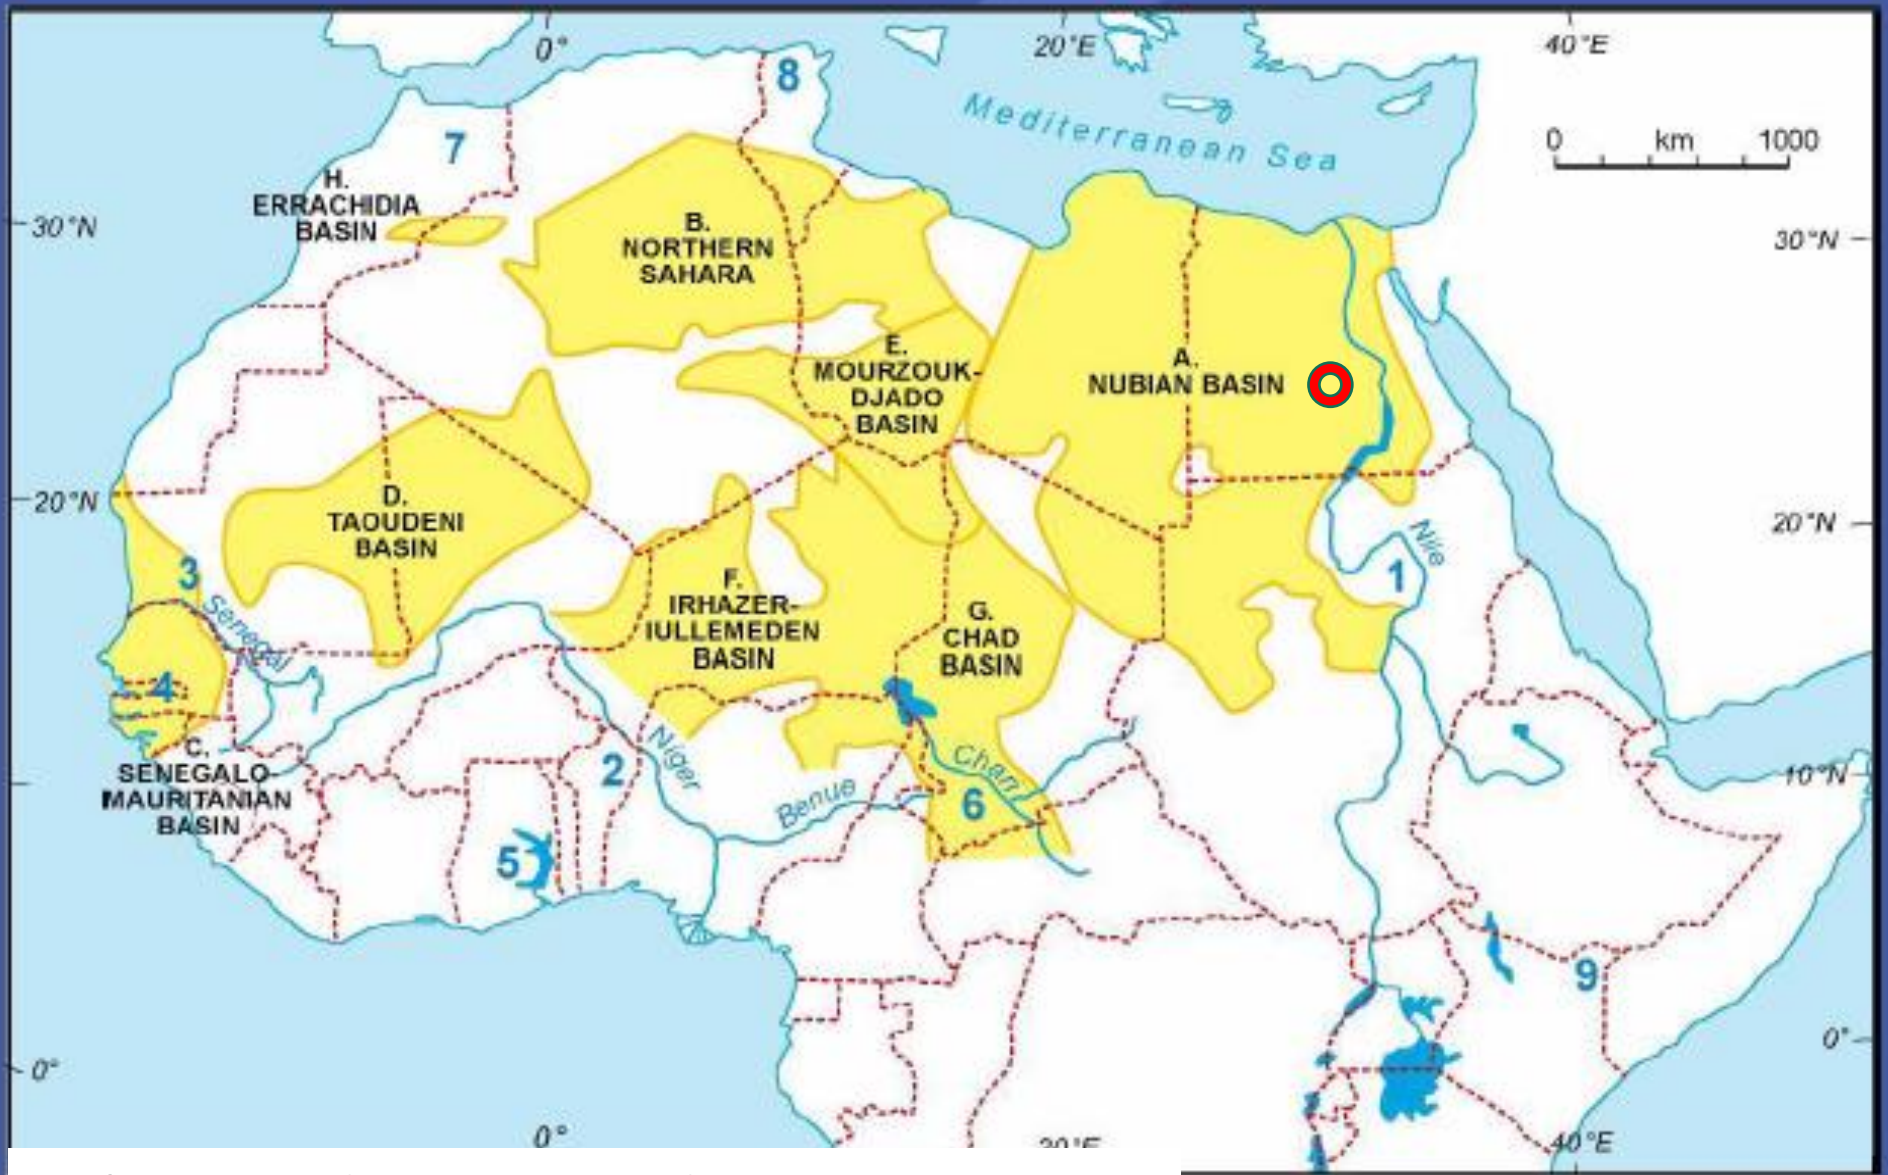 0°
20°E
40°E
8
Mediterranean Sea
0 km 1000
7
H.
ERRACHIDIA
BASIN
30°N
30°N
B.
NORTHERN
SAHARA
A.
NUBIAN BASIN
E.
MOURZOUK-
DJADO
BASIN
20°N
20°N
D.
TAOUDENI
BASIN
Nile
1
3
Senegal
F.
IRHAZER-
IULLEMEDEN
BASIN
G.
CHAD
BASIN
4
C.
SENEGALO-
MAURITANIAN
BASIN
2
Niger
Benue
Chari
6
10°N
5
9
0°
0°
0°
40°E